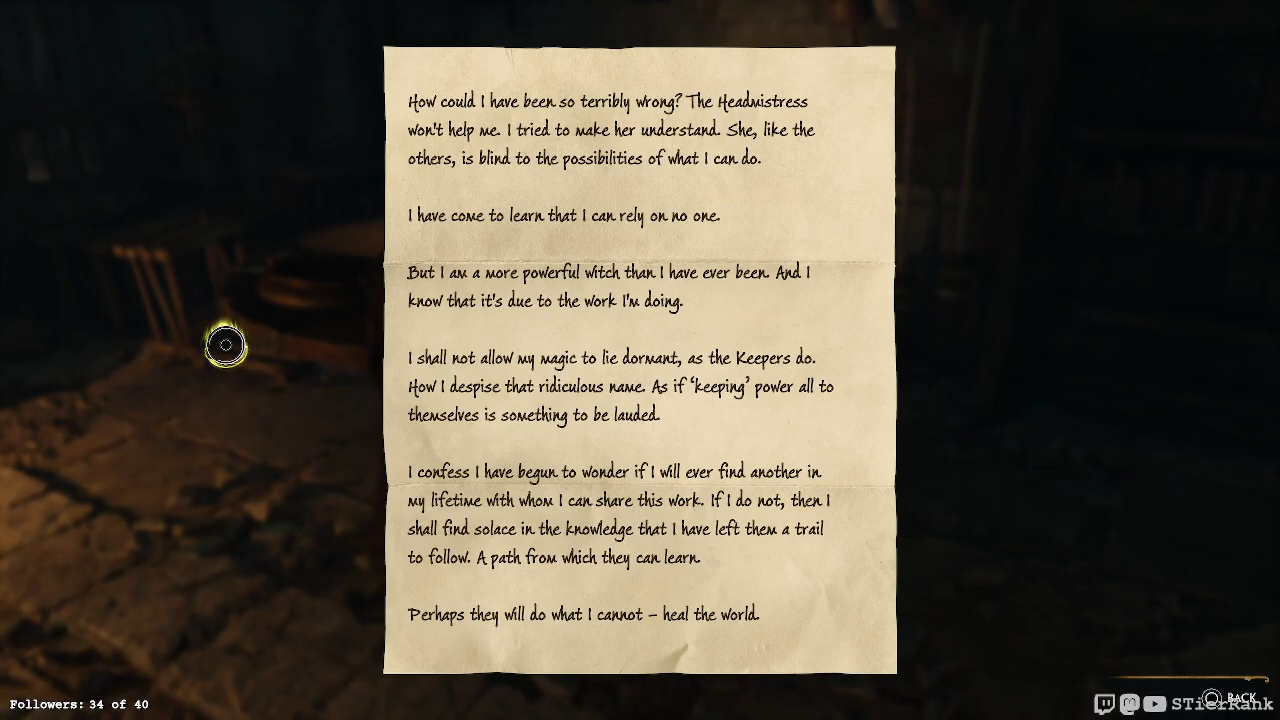 How could I have been so terribly wrong? The Headmistress
won't help me. I tried to make her understand. She, like the
others, is blind to the possibilities of what I can do.
I have come to learn that I can rely on no one.
But I am a more powerful witch than I have ever been. And I
know that it's due to the work I'm doing.
I shall not allow my magic to lie dormant, as the Keepers do.
How I despise that ridiculous name. As if ‘keeping’ power all to
themselves is something to be lauded.
I confess I have begun to wonder if I will ever find another in
my lifetime with whom I can share this work. If I do not, then I
shall find solace in the knowledge that I have left them a trail
to follow. A path from which they can learn.
Perhaps they will do what I cannot – heal the world.
Followers: 34 of 40
BACK
STierRank